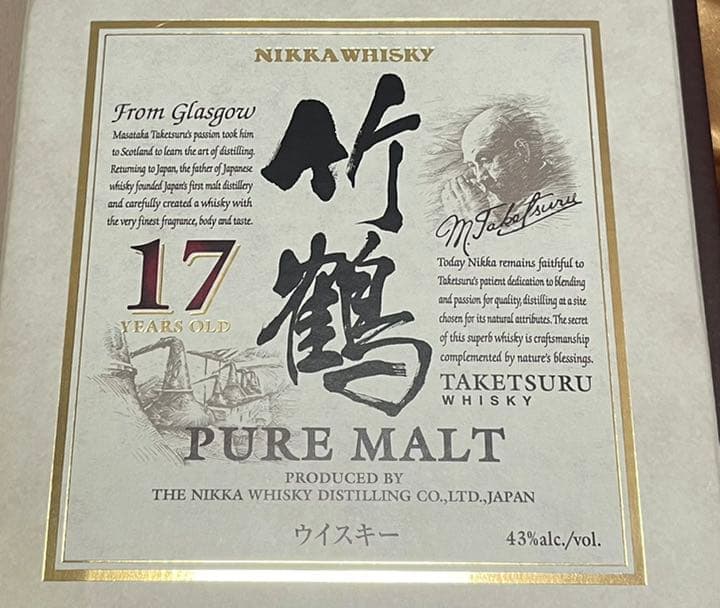 NIKKA WHISKY
From Glasgow
Masataka Taketsuru's passion took him
to Scotland to learn the art of distilling.
Returning to Japan, the father of Japanese
whisky founded Japan's first malt distillery
and carefully created a whisky with
the very finest fragrance, body and taste.
17
YEARS OLD
竹鶴
M. Taketsuru
Today Nikka remains faithful to
Taketsuru's patient dedication to blending
and passion for quality, distilling at a site
chosen for its natural attributes. The secret
of this superb whisky is craftsmanship
complemented by nature's blessings.
TAKETSURU
WHISKY
PURE MALT
PRODUCED BY
THE NIKKA WHISKY DISTILLING CO.,LTD.,JAPAN
ウイスキー
43%alc./vol.